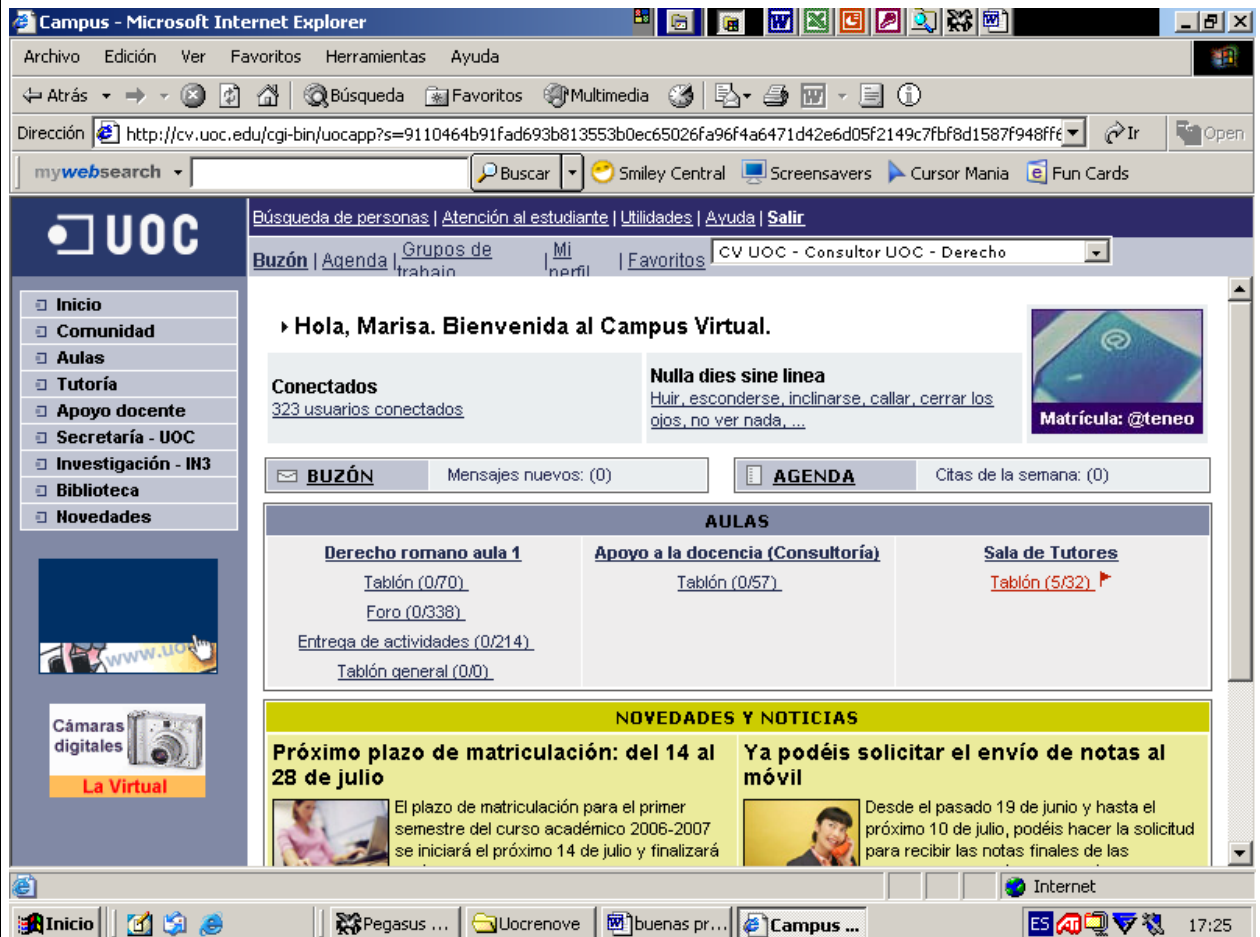 Campus - Microsoft Internet Explorer
Archivo Edición Ver Favoritos Herramientas Ayuda
Atrás Búsqueda Favoritos Multimedia
Dirección http://cv.uoc.edu/cgi-bin/uocapp?s=9110464b91fad693b813553b0ec65026fa96f4a6471d42e6d05f2149c7fbf8d1587f948ff6 Ir Open
mywebsearch Buscar Smiley Central Screensavers Cursor Mania Fun Cards
UOC
Búsqueda de personas | Atención al estudiante | Utilidades | Ayuda | Salir
Buzón | Agenda | Grupos de trabajo | Mi perfil | Favoritos CV UOC - Consultor UOC - Derecho
Inicio
Comunidad
Aulas
Tutoría
Apoyo docente
Secretaría - UOC
Investigación - IN3
Biblioteca
Novedades
www.uo
Cámaras
digitales
La Virtual
Hola, Marisa. Bienvenida al Campus Virtual.
Conectados
323 usuarios conectados
Nulla dies sine linea
Huir, esconderse, inclinarse, callar, cerrar los
ojos, no ver nada, ...
Matrícula: @teneo
BUZÓN Mensajes nuevos: (0)
AGENDA Citas de la semana: (0)
AULAS
Derecho romano aula 1
Tablón (0/70)
Foro (0/338)
Entrega de actividades (0/214)
Tablón general (0/0)
Apoyo a la docencia (Consultoría)
Tablón (0/57)
Sala de Tutores
Tablón (5/32)
NOVEDADES Y NOTICIAS
Próximo plazo de matriculación: del 14 al
28 de julio
El plazo de matriculación para el primer
semestre del curso académico 2006-2007
se iniciará el próximo 14 de julio y finalizará
Ya podéis solicitar el envío de notas al
móvil
Desde el pasado 19 de junio y hasta el
próximo 10 de julio, podéis hacer la solicitud
para recibir las notas finales de las
Internet
Inicio Pegasus ... Uocrenove buenas pr... Campus ... ES 17:25